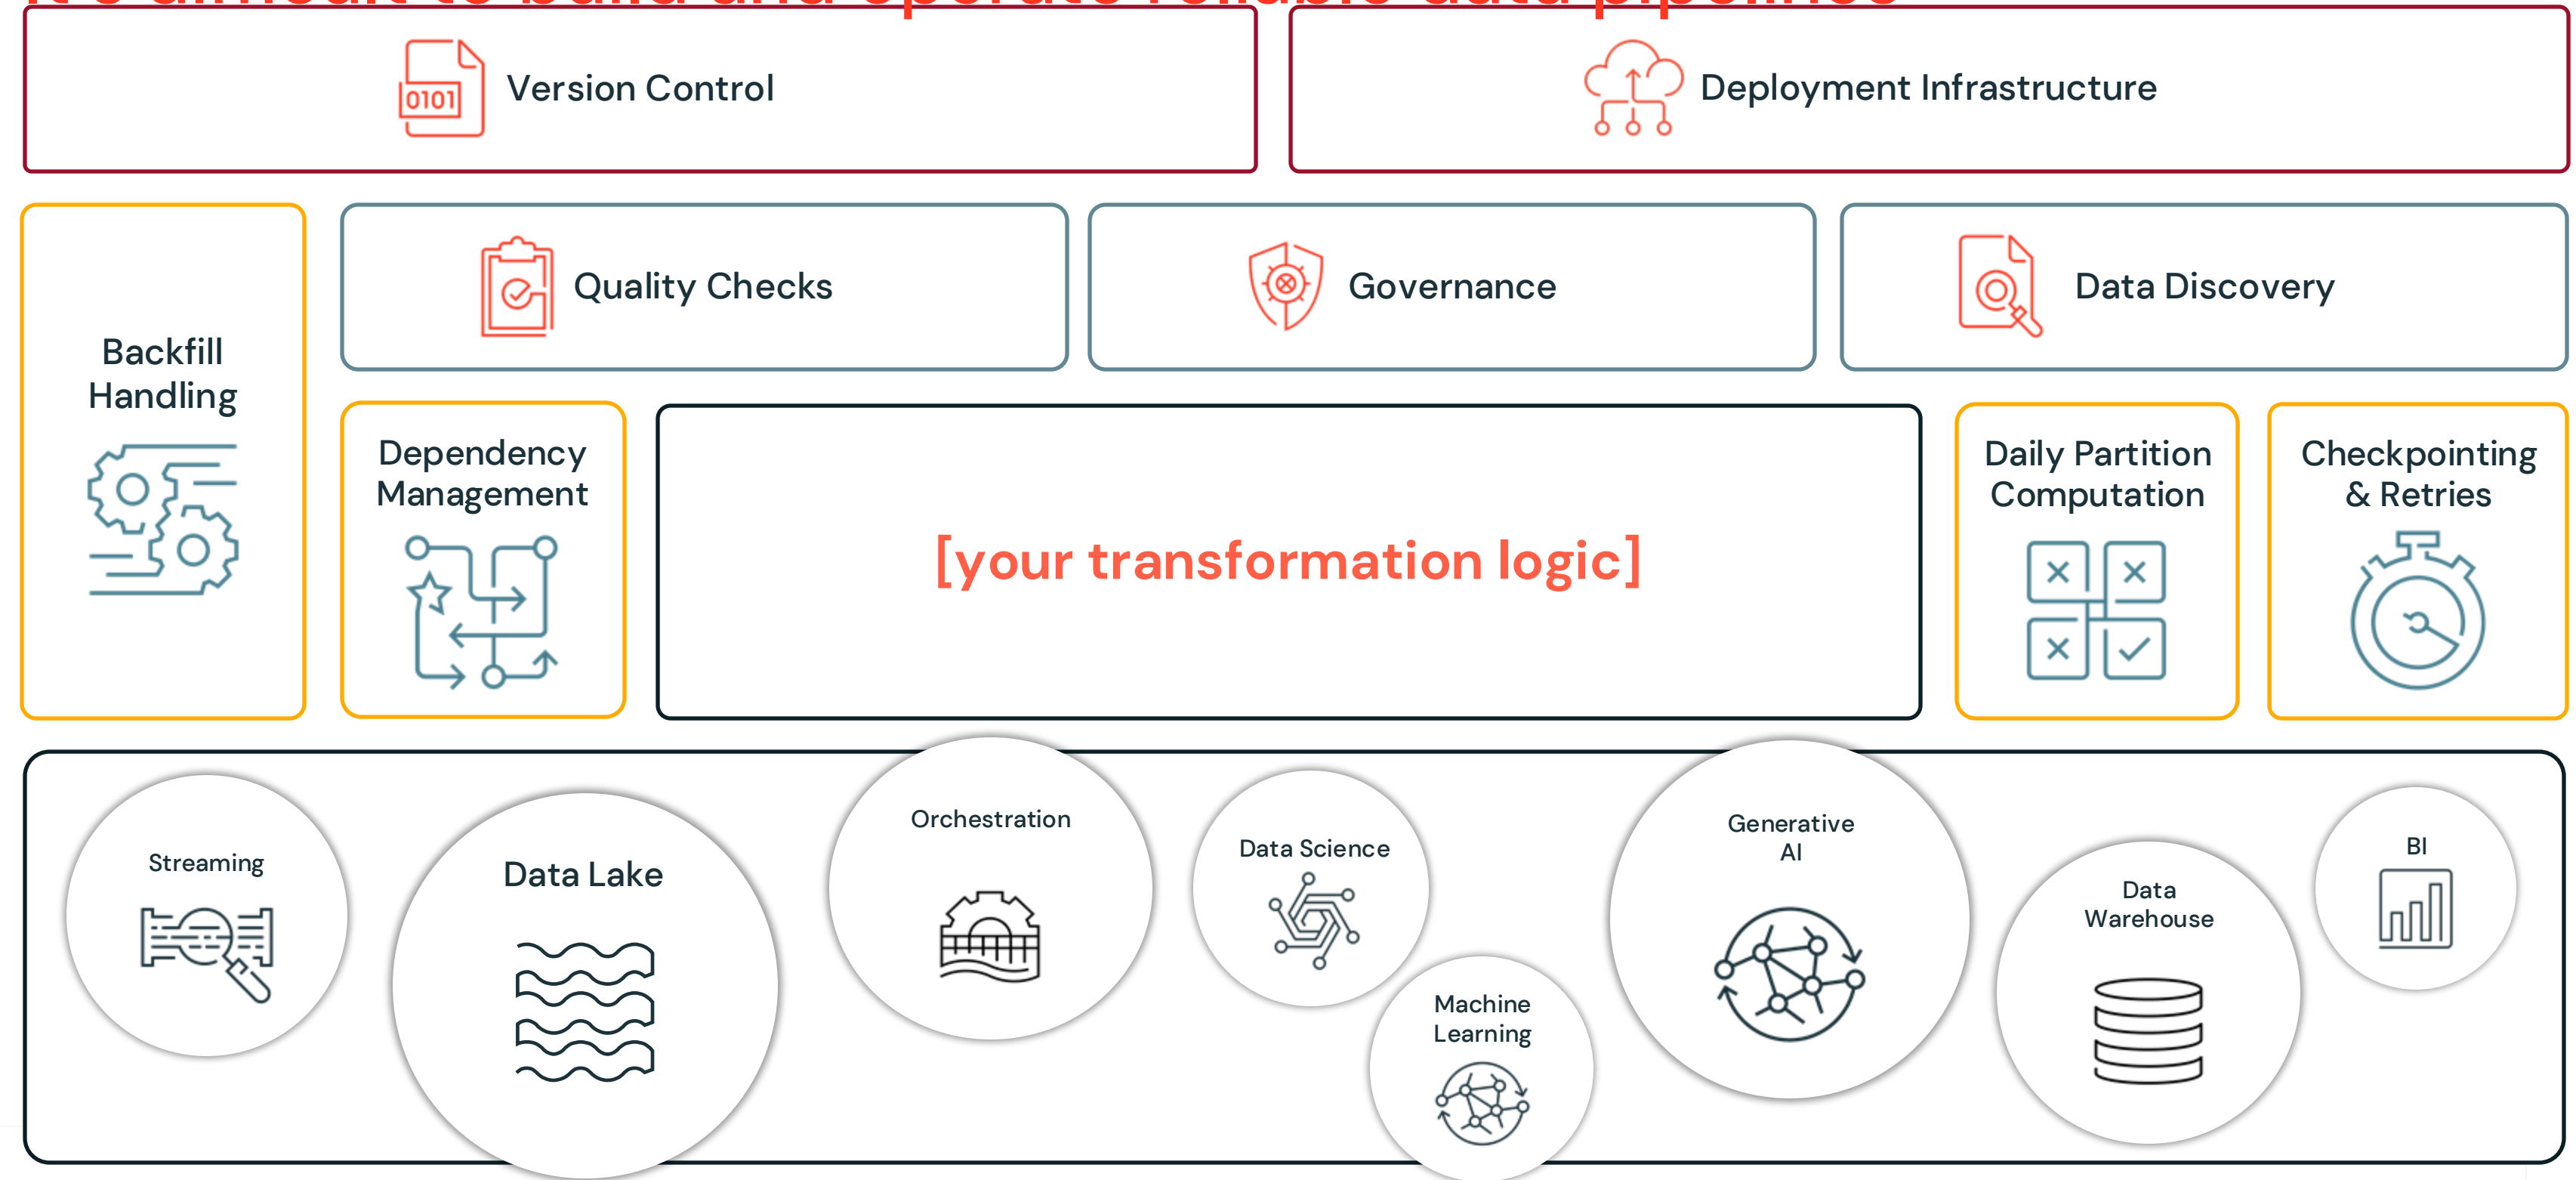 Version Control
Deployment Infrastructure
0101
Backfill
Handling
Quality Checks
Governance
Data Discovery
Dependency
Management
[your transformation logic]
Daily Partition
Computation
Checkpointing
& Retries
Streaming
Data Lake
Orchestration
Data Science
Machine
Learning
Generative
AI
Data
Warehouse
BI